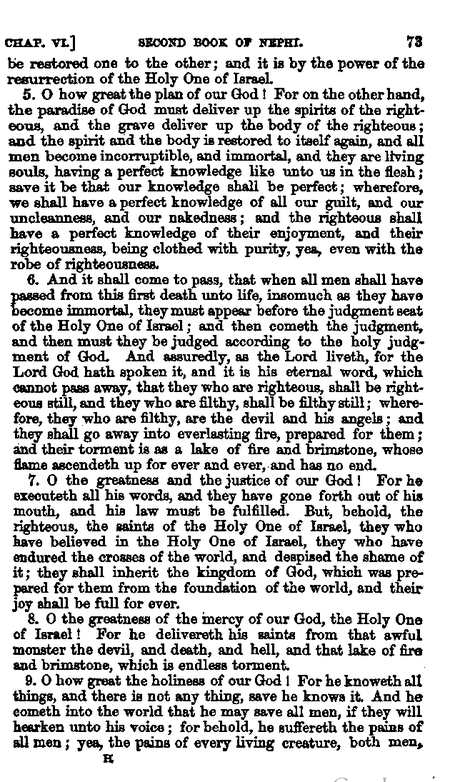 CHAP. VI.] SECOND BOOK OF NEPHI. 73
be restored one to the other; and it is by the power of the
resurrection of the Holy One of Israel.
5. O how great the plan of our God! For on the other hand,
the paradise of God must deliver up the spirits of the right-
eous, and the grave deliver up the body of the righteous;
and the spirit and the body is restored to itself again, and all
men become incorruptible, and immortal, and they are living
souls, having a perfect knowledge like unto us in the flesh;
save it be that our knowledge shall be perfect; wherefore,
we shall have a perfect knowledge of all our guilt, and our
uncleanness, and our nakedness; and the righteous shall
have a perfect knowledge of their enjoyment, and their
righteousness, being clothed with purity, yea, even with the
robe of righteousness.
6. And it shall come to pass, that when all men shall have
passed from this first death unto life, insomuch as they have
become immortal, they must appear before the judgment seat
of the Holy One of Israel; and then cometh the judgment,
and then must they be judged according to the holy judg-
ment of God. And assuredly, as the Lord liveth, for the
Lord God hath spoken it, and it is his eternal word, which
cannot pass away, that they who are righteous, shall be right-
eous still, and they who are filthy, shall be filthy still; where-
fore, they who are filthy, are the devil and his angels; and
they shall go away into everlasting fire, prepared for them;
and their torment is as a lake of fire and brimstone, whose
flame ascendeth up for ever and ever, and has no end.
7. O the greatness and the justice of our God! For he
executeth all his words, and they have gone forth out of his
mouth, and his law must be fulfilled. But, behold, the
righteous, the saints of the Holy One of Israel, they who
have believed in the Holy One of Israel, they who have
endured the crosses of the world, and despised the shame of
it; they shall inherit the kingdom of God, which was pre-
pared for them from the foundation of the world, and their
joy shall be full for ever.
8. O the greatness of the mercy of our God, the Holy One
of Israel! For he delivereth his saints from that awful
monster the devil, and death, and hell, and that lake of fire
and brimstone, which is endless torment.
9. O how great the holiness of our God! For he knoweth all
things, and there is not any thing, save he knows it. And he
cometh into the world that he may save all men, if they will
hearken unto his voice; for behold, he suffereth the pains of
all men; yea, the pains of every living creature, both men,